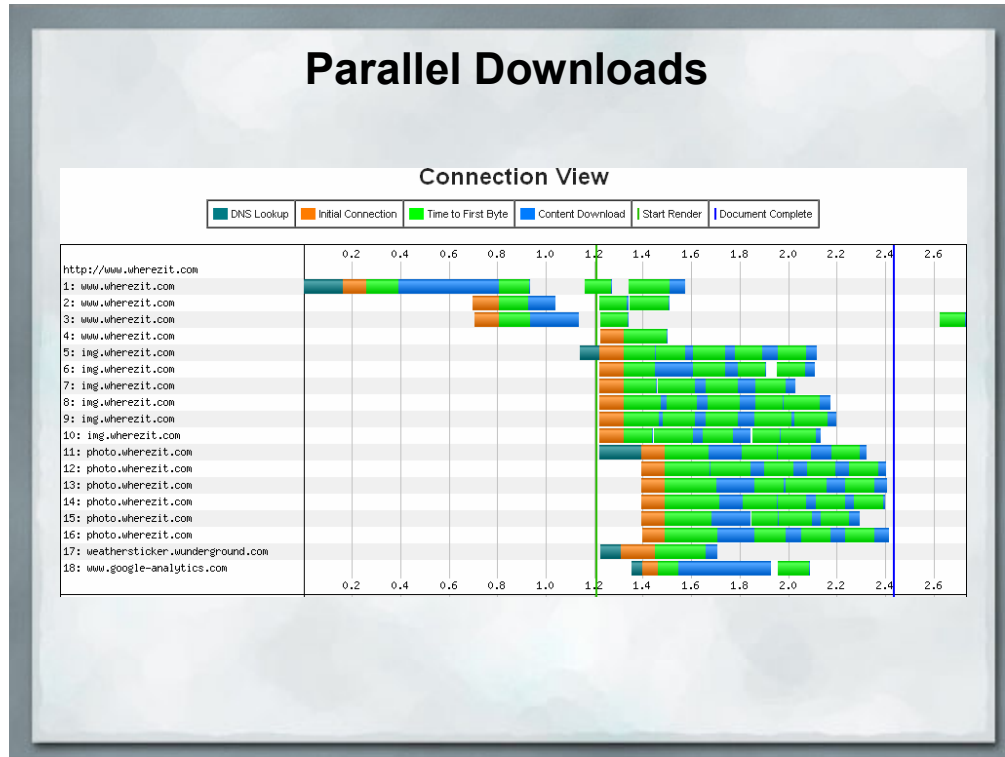 Parallel Downloads
Connection View
DNS Lookup Initial Connection Time to First Byte Content Download Start Render Document Complete
0.2 0.4 0.6 0.8 1.0 1.2 1.4 1.6 1.8 2.0 2.2 2.4 2.6
http://www.wherezit.com
1: www.wherezit.com
2: www.wherezit.com
3: www.wherezit.com
4: www.wherezit.com
5: img.wherezit.com
6: img.wherezit.com
7: img.wherezit.com
8: img.wherezit.com
9: img.wherezit.com
10: img.wherezit.com
11: photo.wherezit.com
12: photo.wherezit.com
13: photo.wherezit.com
14: photo.wherezit.com
15: photo.wherezit.com
16: photo.wherezit.com
17: weathersticker.wunderground.com
18: www.google-analytics.com
0.2 0.4 0.6 0.8 1.0 1.2 1.4 1.6 1.8 2.0 2.2 2.4 2.6